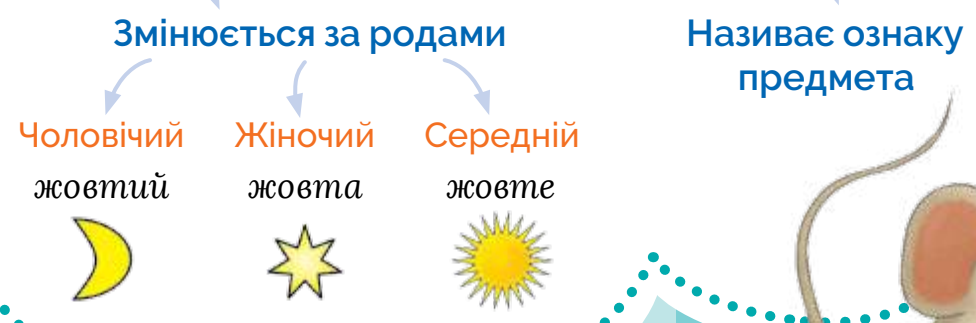 Змінюється за родами
Називає ознаку
предмета
Чоловічий Жіночий Середній
жовтий жовта жовте